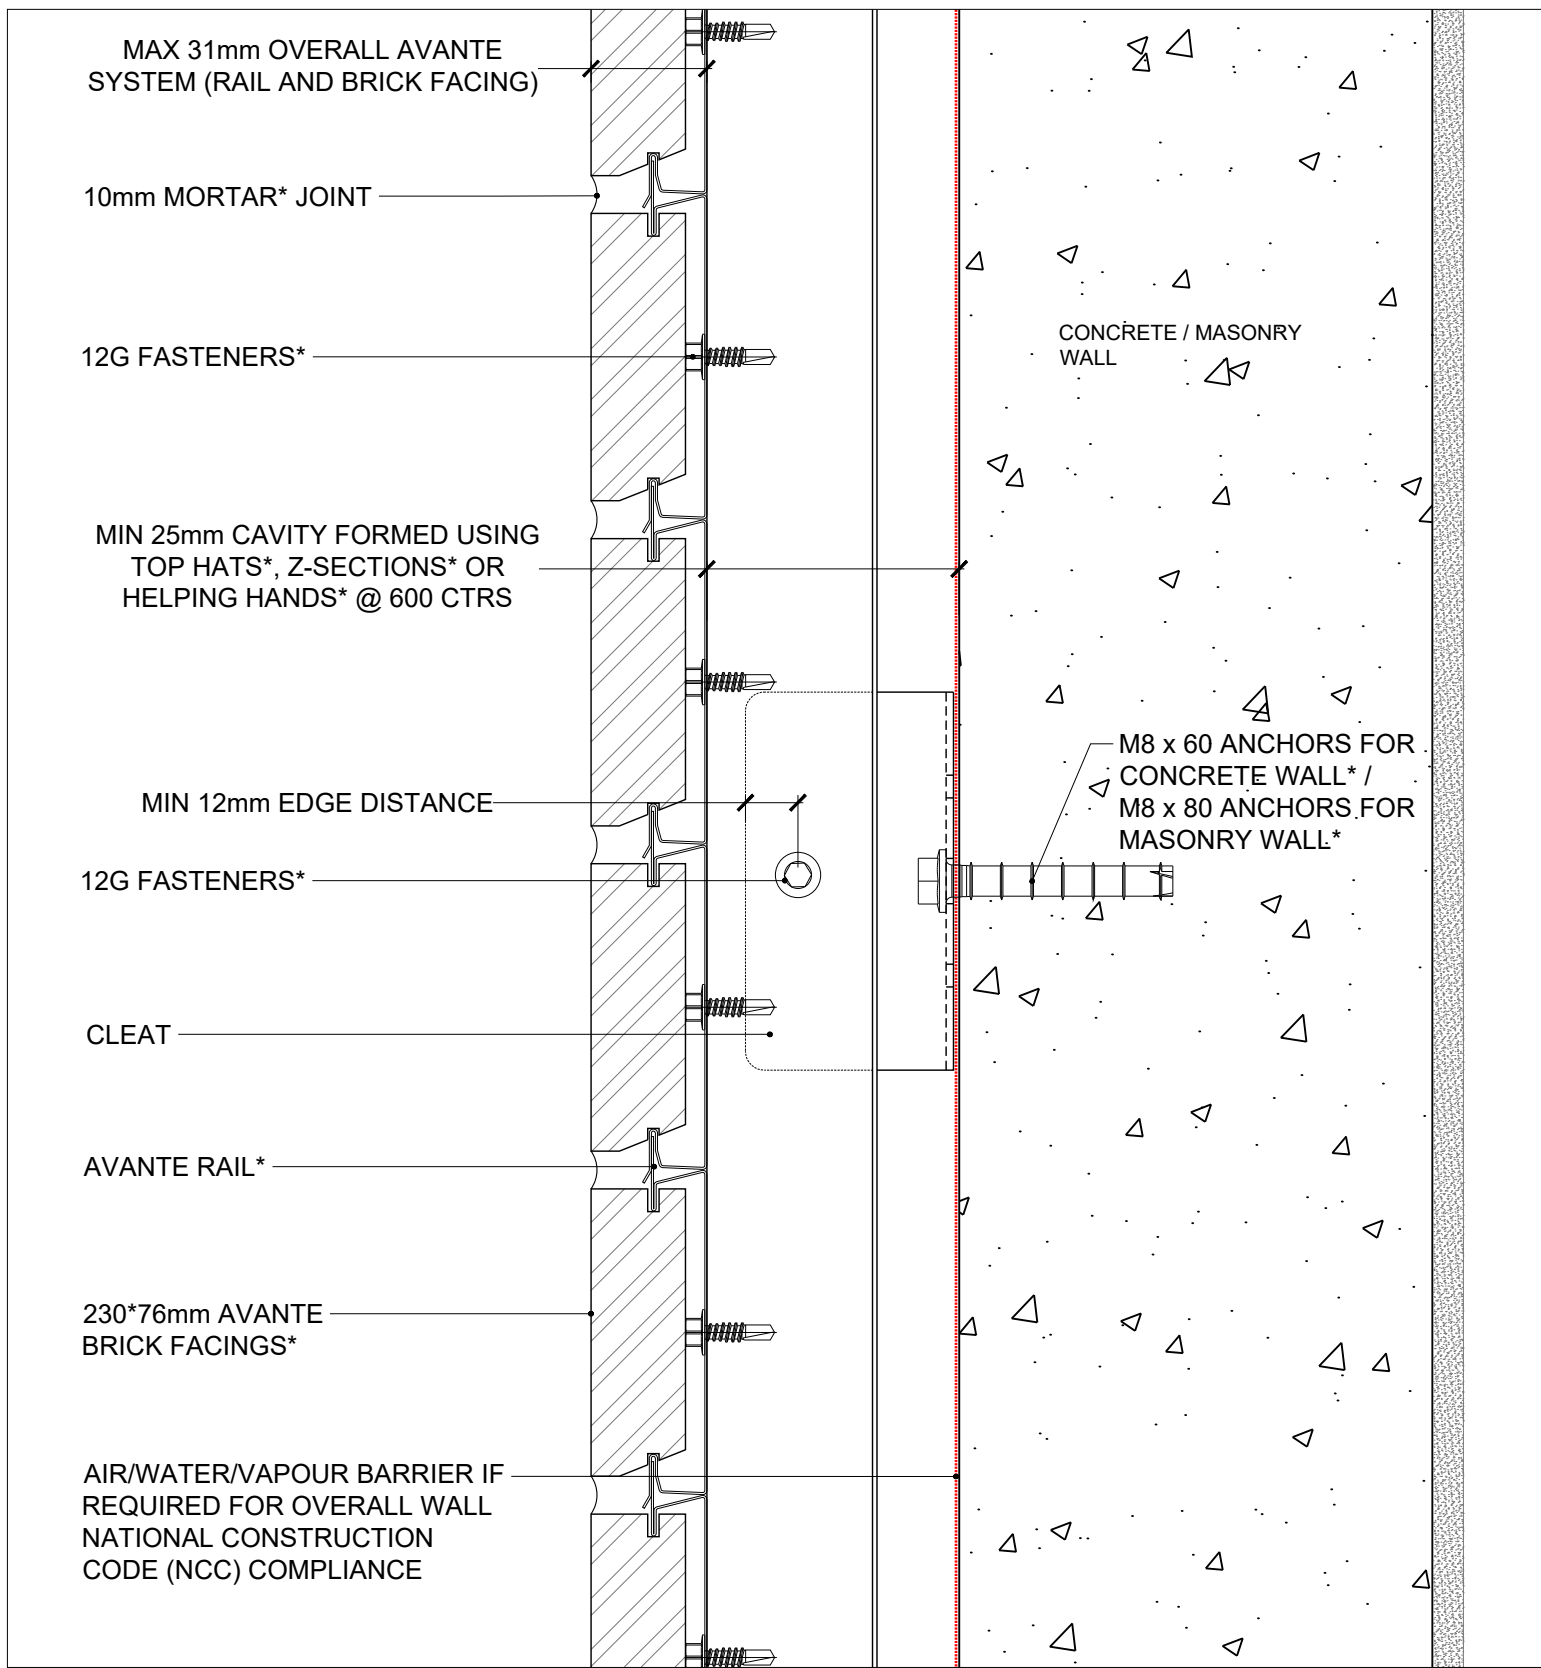 MAX 31mm OVERALL AVANTE
SYSTEM (RAIL AND BRICK FACING)
10mm MORTAR* JOINT
12G FASTENERS*
CONCRETE / MASONRY
WALL
MIN 25mm CAVITY FORMED USING
TOP HATS*, Z-SECTIONS* OR
HELPING HANDS* @ 600 CTRS
M8 x 60 ANCHORS FOR
CONCRETE WALL* /
M8 x 80 ANCHORS FOR
MASONRY WALL*
MIN 12mm EDGE DISTANCE
12G FASTENERS*
CLEAT
AVANTE RAIL*
230*76mm AVANTE
BRICK FACINGS*
AIR/WATER/VAPOUR BARRIER IF
REQUIRED FOR OVERALL WALL
NATIONAL CONSTRUCTION
CODE (NCC) COMPLIANCE